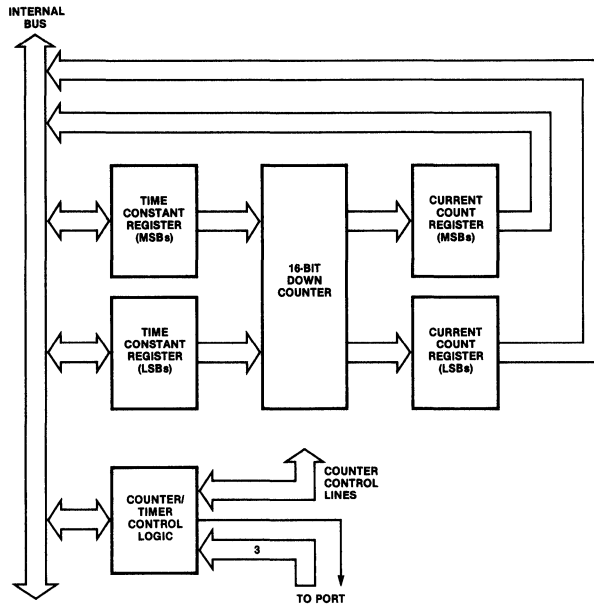 INTERNAL
BUS
TIME
CONSTANT
REGISTER
(MSBs)
16-BIT
DOWN
COUNTER
CURRENT
COUNT
REGISTER
(MSBs)
TIME
CONSTANT
REGISTER
(LSBs)
CURRENT
COUNT
REGISTER
(LSBs)
COUNTER/
TIMER
CONTROL
LOGIC
COUNTER
CONTROL
LINES
3
TO PORT